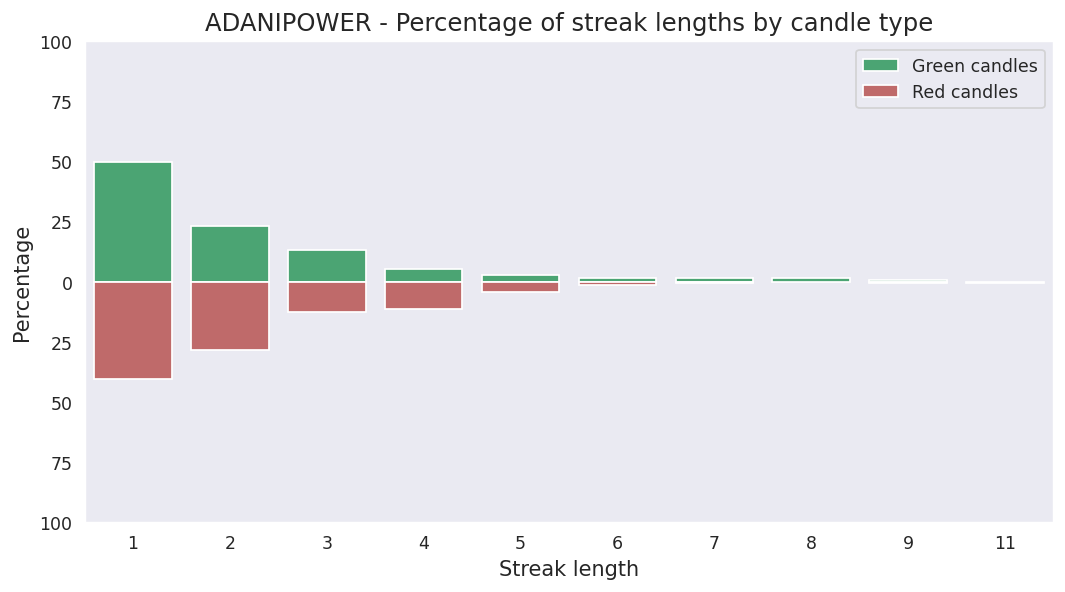 ADANIPOWER - Percentage of streak lengths by candle type
Green candles
Red candles
Percentage
100
75
50
25
0
25
50
75
100
1 2 3 4 5 6 7 8 9 11
Streak length